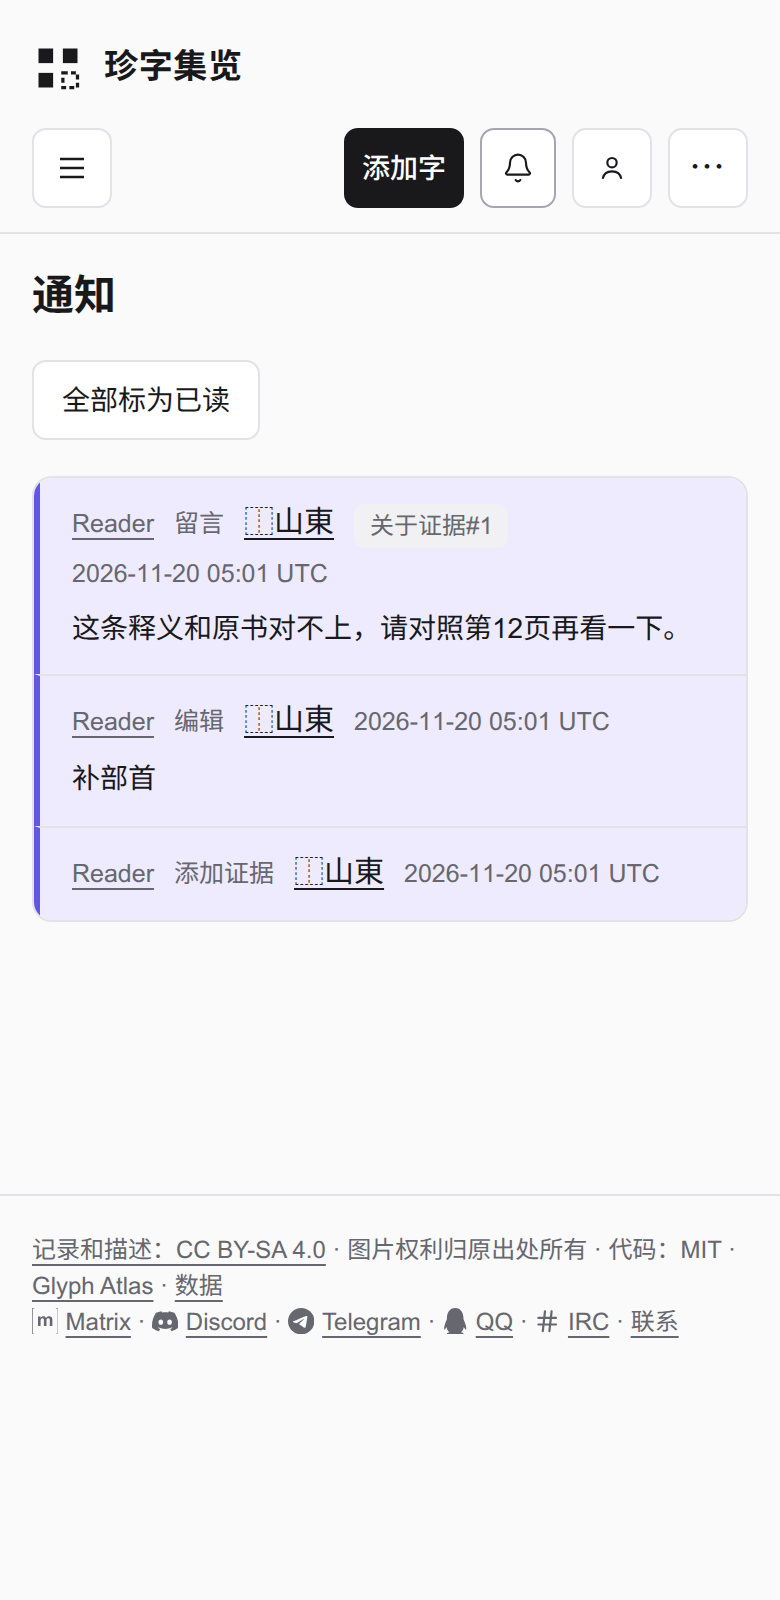 珍字集览
添加字
通知
全部标为已读
Reader 留言 ⿰山東 关于证据#1
2026-11-20 05:01 UTC
这条释义和原书对不上，请对照第12页再看一下。
Reader 编辑 ⿰山東 2026-11-20 05:01 UTC
补部首
Reader 添加证据 ⿰山東 2026-11-20 05:01 UTC
记录和描述：CC BY-SA 4.0 · 图片权利归原出处所有 · 代码：MIT ·
Glyph Atlas · 数据
[m] Matrix · Discord · Telegram · QQ · IRC · 联系